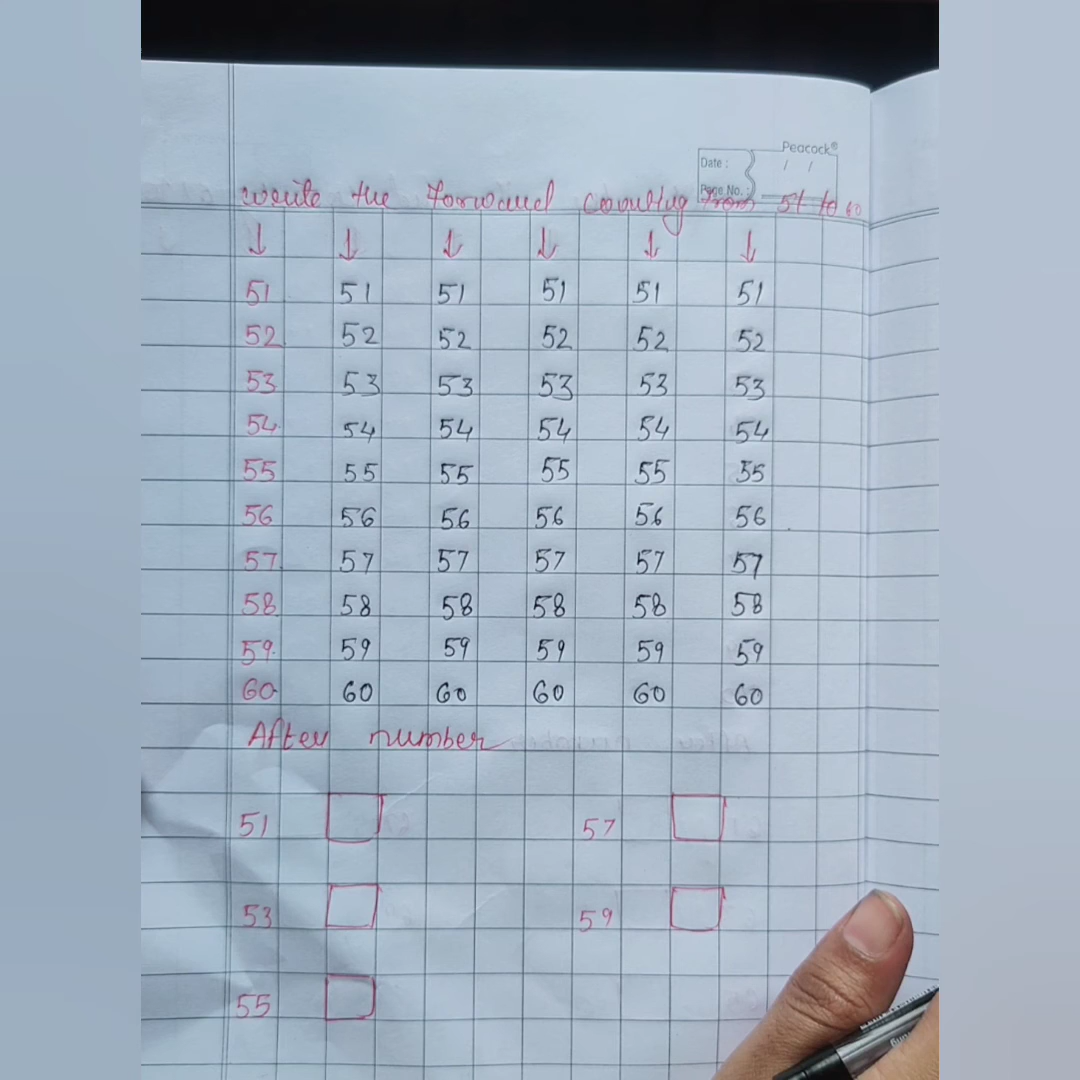 Peacock®
Date : / /
Page No. :
Write the forward counting from 51 to 60
↓ ↓ ↓ ↓ ↓ ↓
51 51 51 51 51 51
52 52 52 52 52 52
53 53 53 53 53 53
54 54 54 54 54 54
55 55 55 55 55 55
56 56 56 56 56 56
57 57 57 57 57 57
58 58 58 58 58 58
59 59 59 59 59 59
60 60 60 60 60 60
After number
51 57
53 59
55